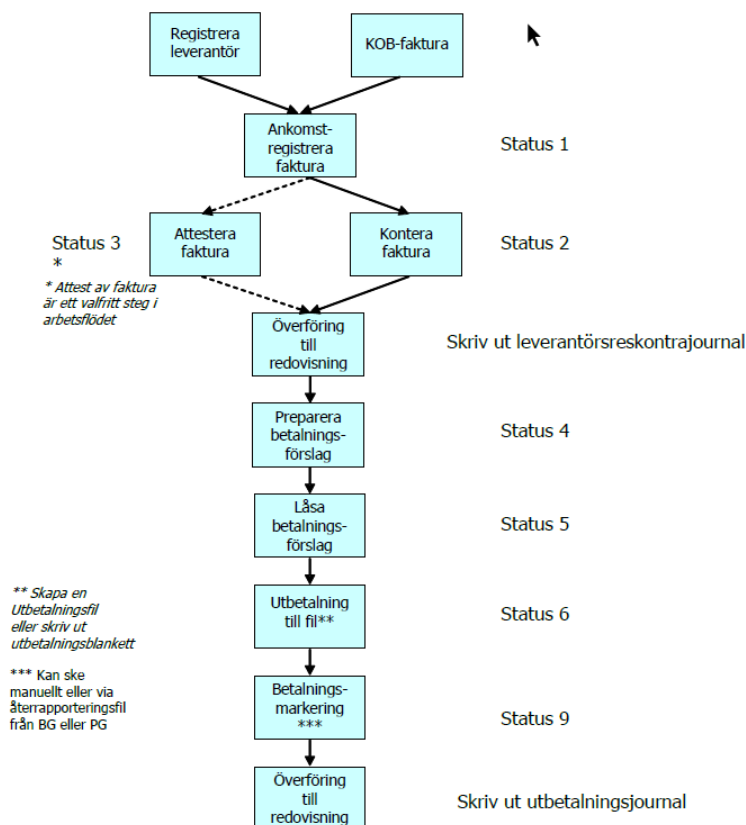 Registrera
leverantör
KOB-faktura
Ankomst-
registrera
faktura
Status 1
Status 3
*
Attestera
faktura
Kontera
faktura
Status 2
* Attest av faktura
är ett valfritt steg i
arbetsflödet
Överföring
till
redovisning
Skriv ut leverantörsreskontrajournal
Preparera
betalnings-
förslag
Status 4
Låsa
betalnings-
förslag
Status 5
** Skapa en
Utbetalningsfil
eller skriv ut
utbetalningsblankett
Utbetalning
till fil**
Status 6
*** Kan ske
manuellt eller via
återrapporteringsfil
från BG eller PG
Betalnings-
markering
***
Status 9
Överföring
till
redovisning
Skriv ut utbetalningsjournal